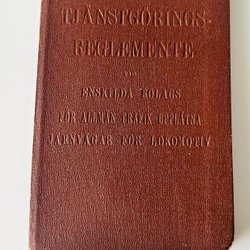 TJÄNSTGÖRINGS-
REGLEMENTE
VID
ENSKILDA BOLAGS
FÖR ALLMÄN TRAFIK UPPLÅTNA
JÄRNVÄGAR FÖR LOKOMOTIV